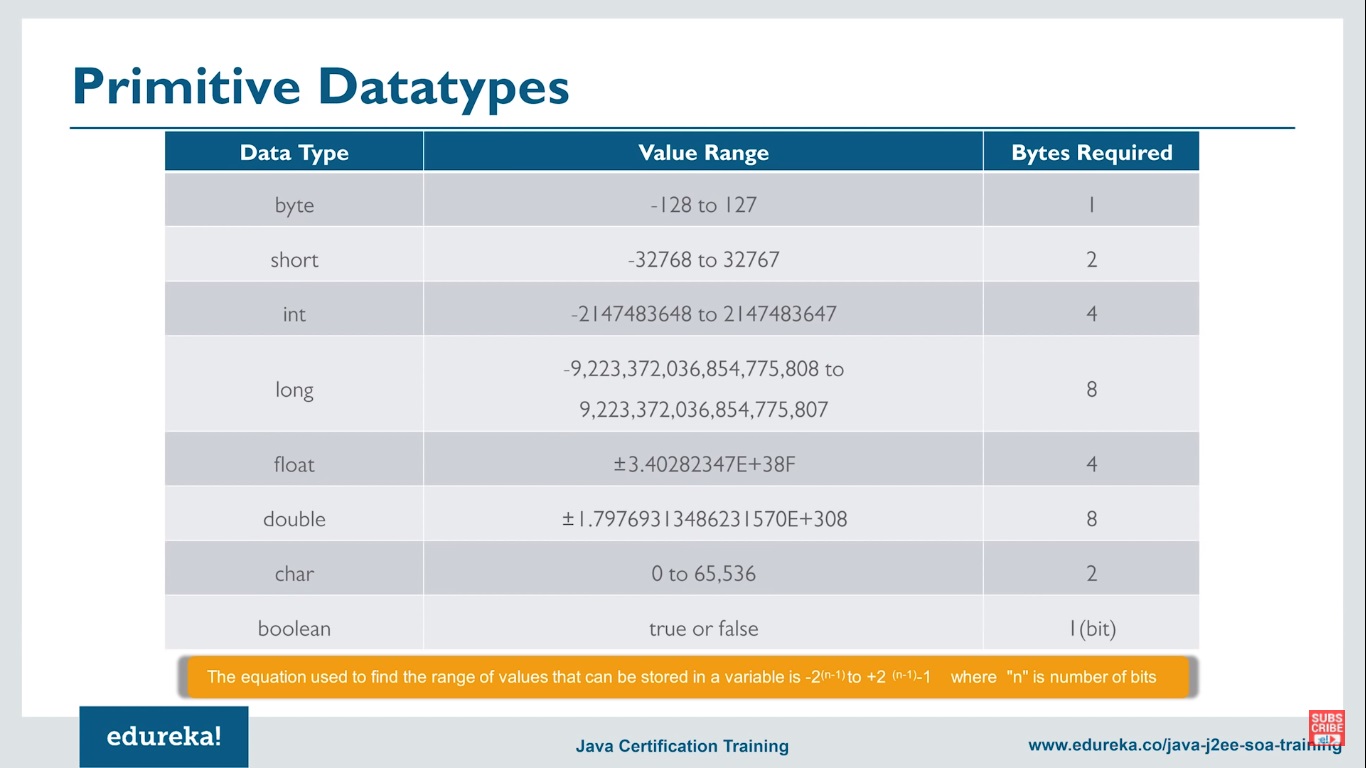 Primitive Datatypes
Data Type Value Range Bytes Required
byte -128 to 127 1
short -32768 to 32767 2
int -2147483648 to 2147483647 4
long -9,223,372,036,854,775,808 to
9,223,372,036,854,775,807 8
float ±3.40282347E+38F 4
double ±1.79769313486231570E+308 8
char 0 to 65,536 2
boolean true or false 1(bit)
The equation used to find the range of values that can be stored in a variable is -2(n-1) to +2 (n-1)-1 where "n" is number of bits
edureka!
Java Certification Training
www.edureka.co/java-j2ee-soa-training
SUBS
CRIBE